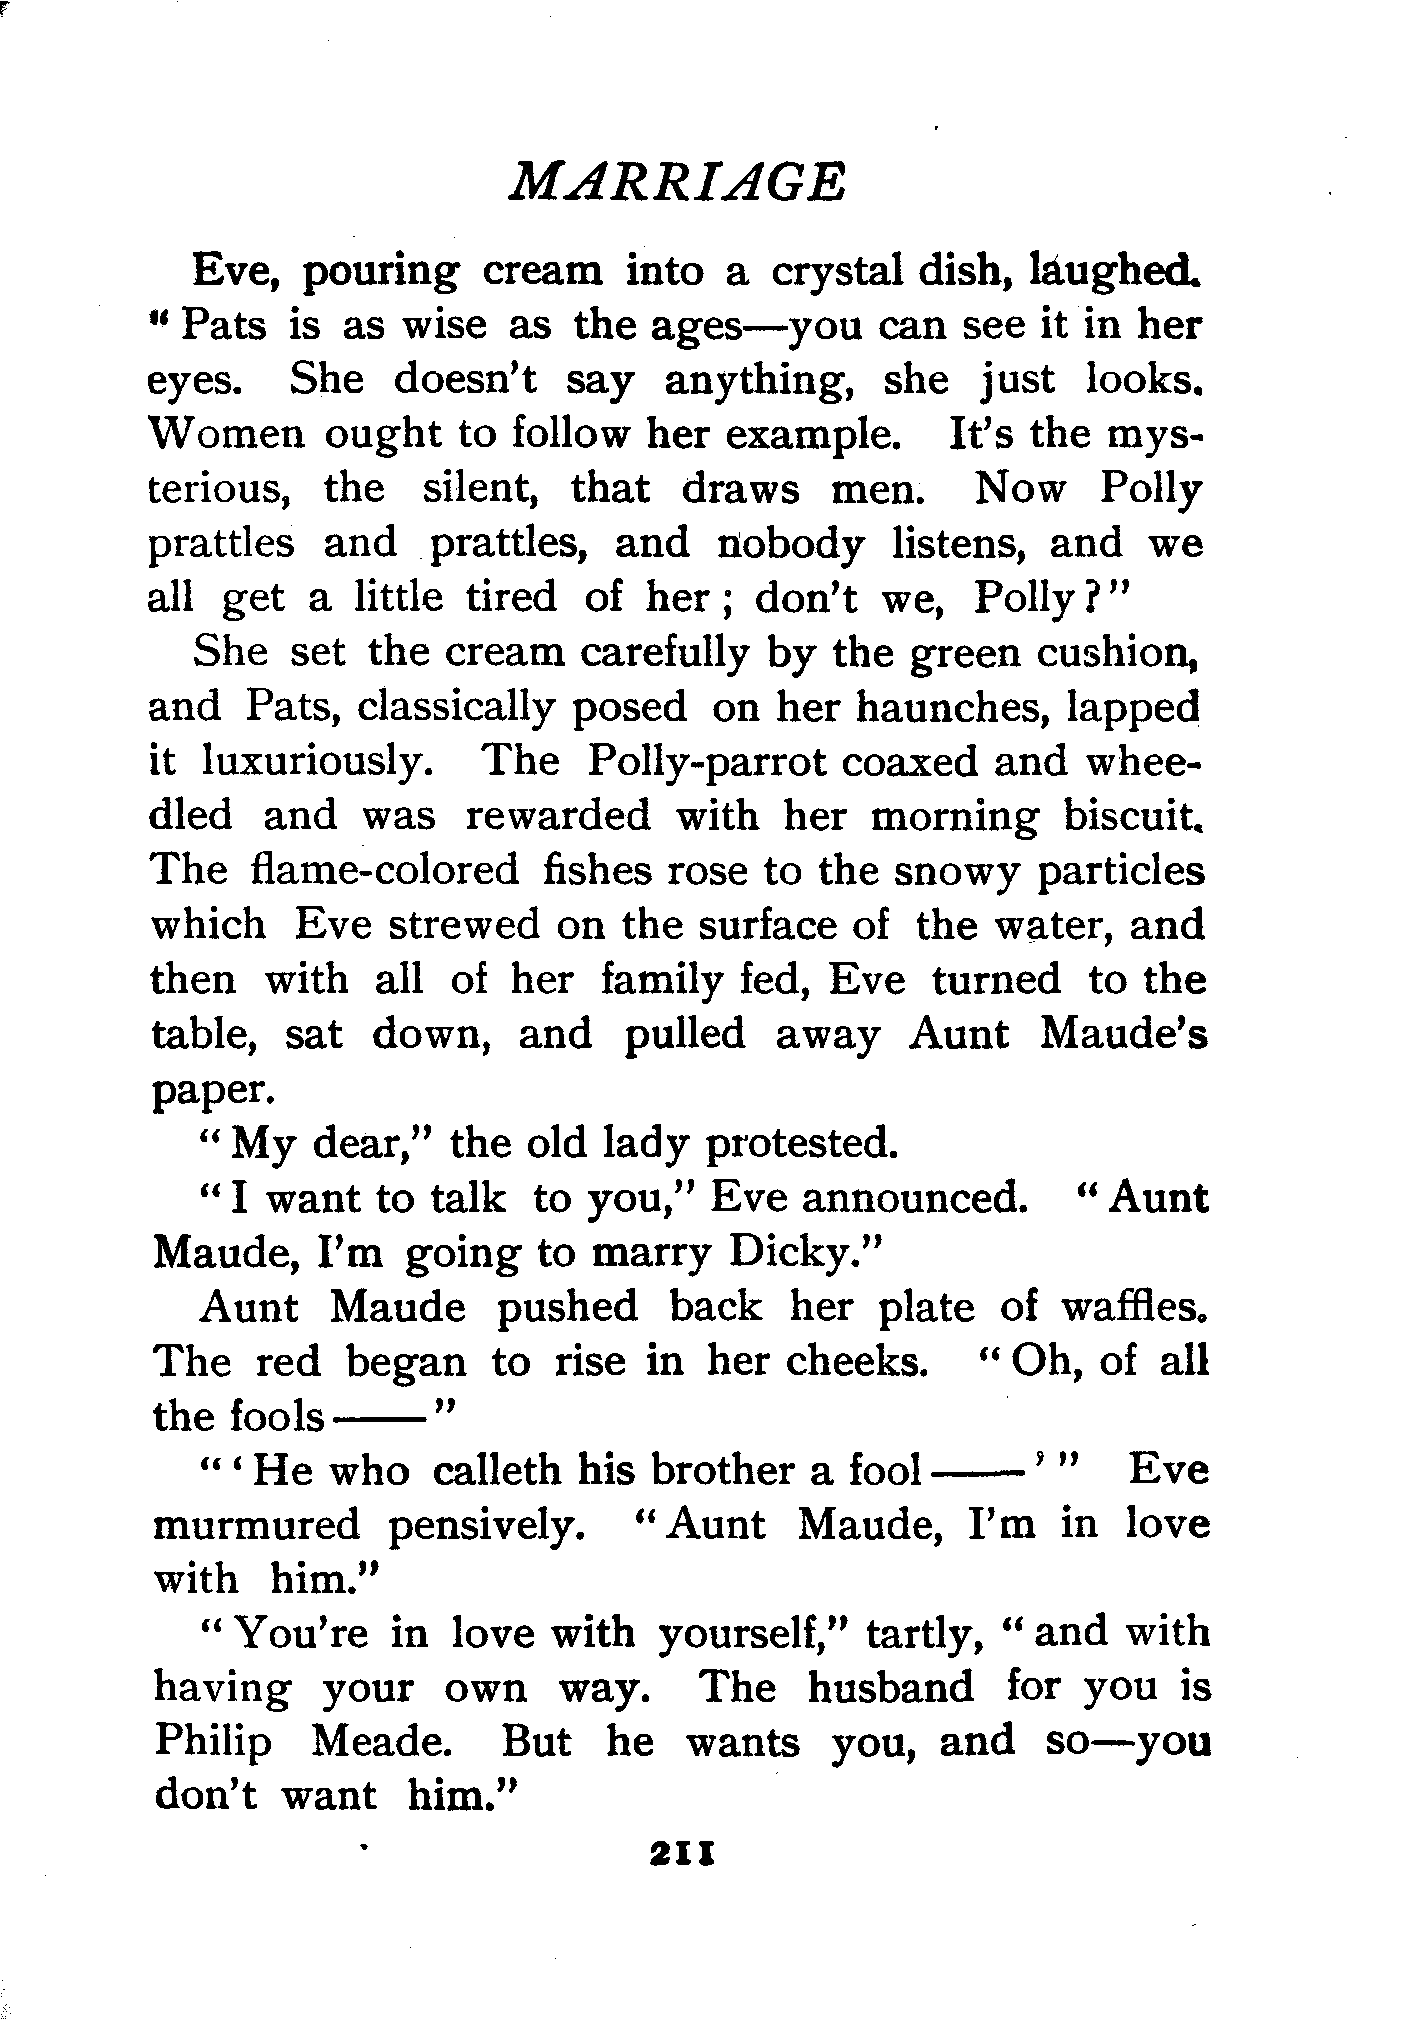 MARRIAGE
Eve, pouring cream into a crystal dish, laughed.
“ Pats is as wise as the ages—you can see it in her
eyes. She doesn't say anything, she just looks.
Women ought to follow her example. It's the mys-
terious, the silent, that draws men. Now Polly
prattles and prattles, and nobody listens, and we
all get a little tired of her ; don't we, Polly ?”
She set the cream carefully by the green cushion,
and Pats, classically posed on her haunches, lapped
it luxuriously. The Polly-parrot coaxed and whee-
dled and was rewarded with her morning biscuit.
The flame-colored fishes rose to the snowy particles
which Eve strewed on the surface of the water, and
then with all of her family fed, Eve turned to the
table, sat down, and pulled away Aunt Maude's
paper.
“ My dear,” the old lady protested.
“ I want to talk to you,” Eve announced. “ Aunt
Maude, I'm going to marry Dicky.”
Aunt Maude pushed back her plate of waffles.
The red began to rise in her cheeks. “ Oh, of all
the fools——”
“ ‘ He who calleth his brother a fool——’ ” Eve
murmured pensively. “ Aunt Maude, I'm in love
with him.”
“ You're in love with yourself,” tartly, “ and with
having your own way. The husband for you is
Philip Meade. But he wants you, and so—you
don't want him.”
211